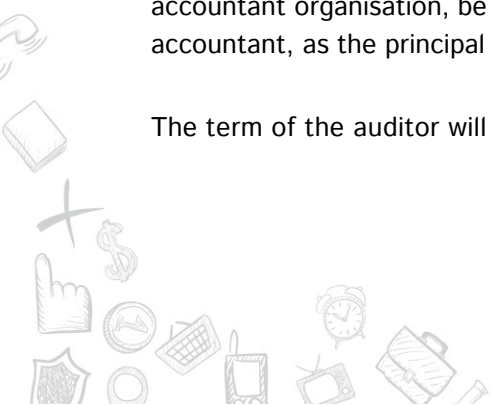 accountant organisation, be
accountant, as the principal
The term of the auditor will